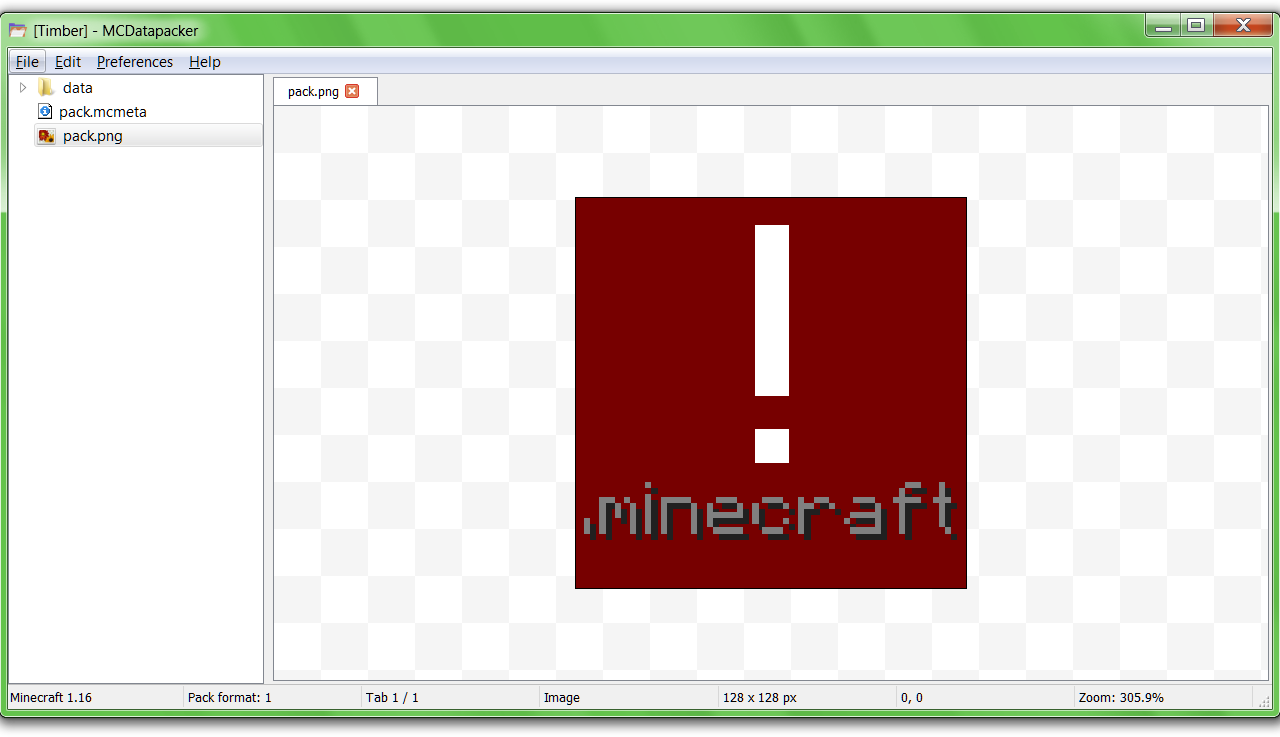 [Timber] - MCDatapacker
File Edit Preferences Help
data
pack.mcmeta
pack.png
pack.png
!
.minecraft
Minecraft 1.16
Pack format: 1
Tab 1 / 1
Image
128 x 128 px
0, 0
Zoom: 305.9%